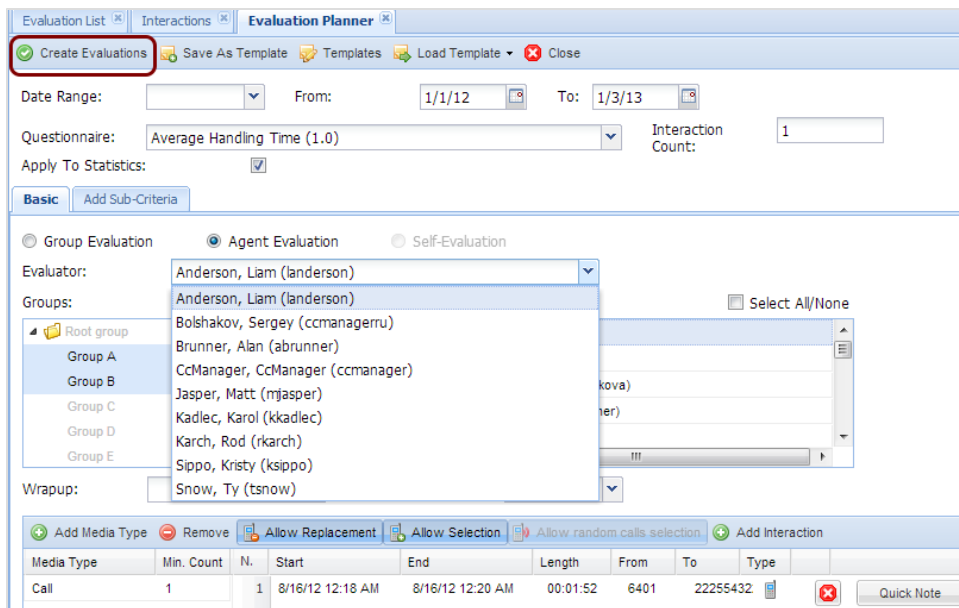 Evaluation List Interactions Evaluation Planner
Create Evaluations Save As Template Templates Load Template Close
Date Range: From: 1/1/12 To: 1/3/13
Questionnaire: Average Handling Time (1.0) Interaction Count: 1
Apply To Statistics:
Basic Add Sub-Criteria
Group Evaluation Agent Evaluation Self-Evaluation
Evaluator: Anderson, Liam (landerson)
Groups: Anderson, Liam (landerson) Select All/None
Bolshakov, Sergey (ccmanagerru)
Root group
Brunner, Alan (abrunner)
Group A
CcManager, CcManager (ccmanager)
Group B kova)
Jasper, Matt (mjasper)
Group C ner)
Kadlec, Karol (kkadlec)
Group D
Karch, Rod (rkarch)
Group E
Sippo, Kristy (ksippo)
Wrapup: Snow, Ty (tsnow)
Add Media Type Remove Allow Replacement Allow Selection Allow random calls selection Add Interaction
Media Type Min. Count N. Start End Length From To Type
Call 1 1 8/16/12 12:18 AM 8/16/12 12:20 AM 00:01:52 6401 22255432 Quick Note